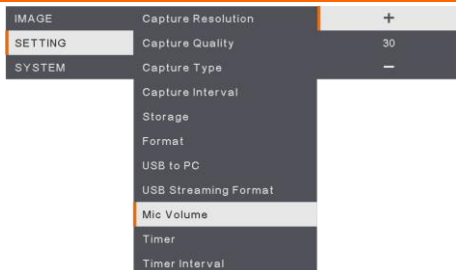 IMAGE
SETTING
SYSTEM
Capture Resolution
Capture Quality
Capture Type
Capture Interval
Storage
Format
USB to PC
USB Streaming Format
Mic Volume
Timer
Timer Interval
+
30
−